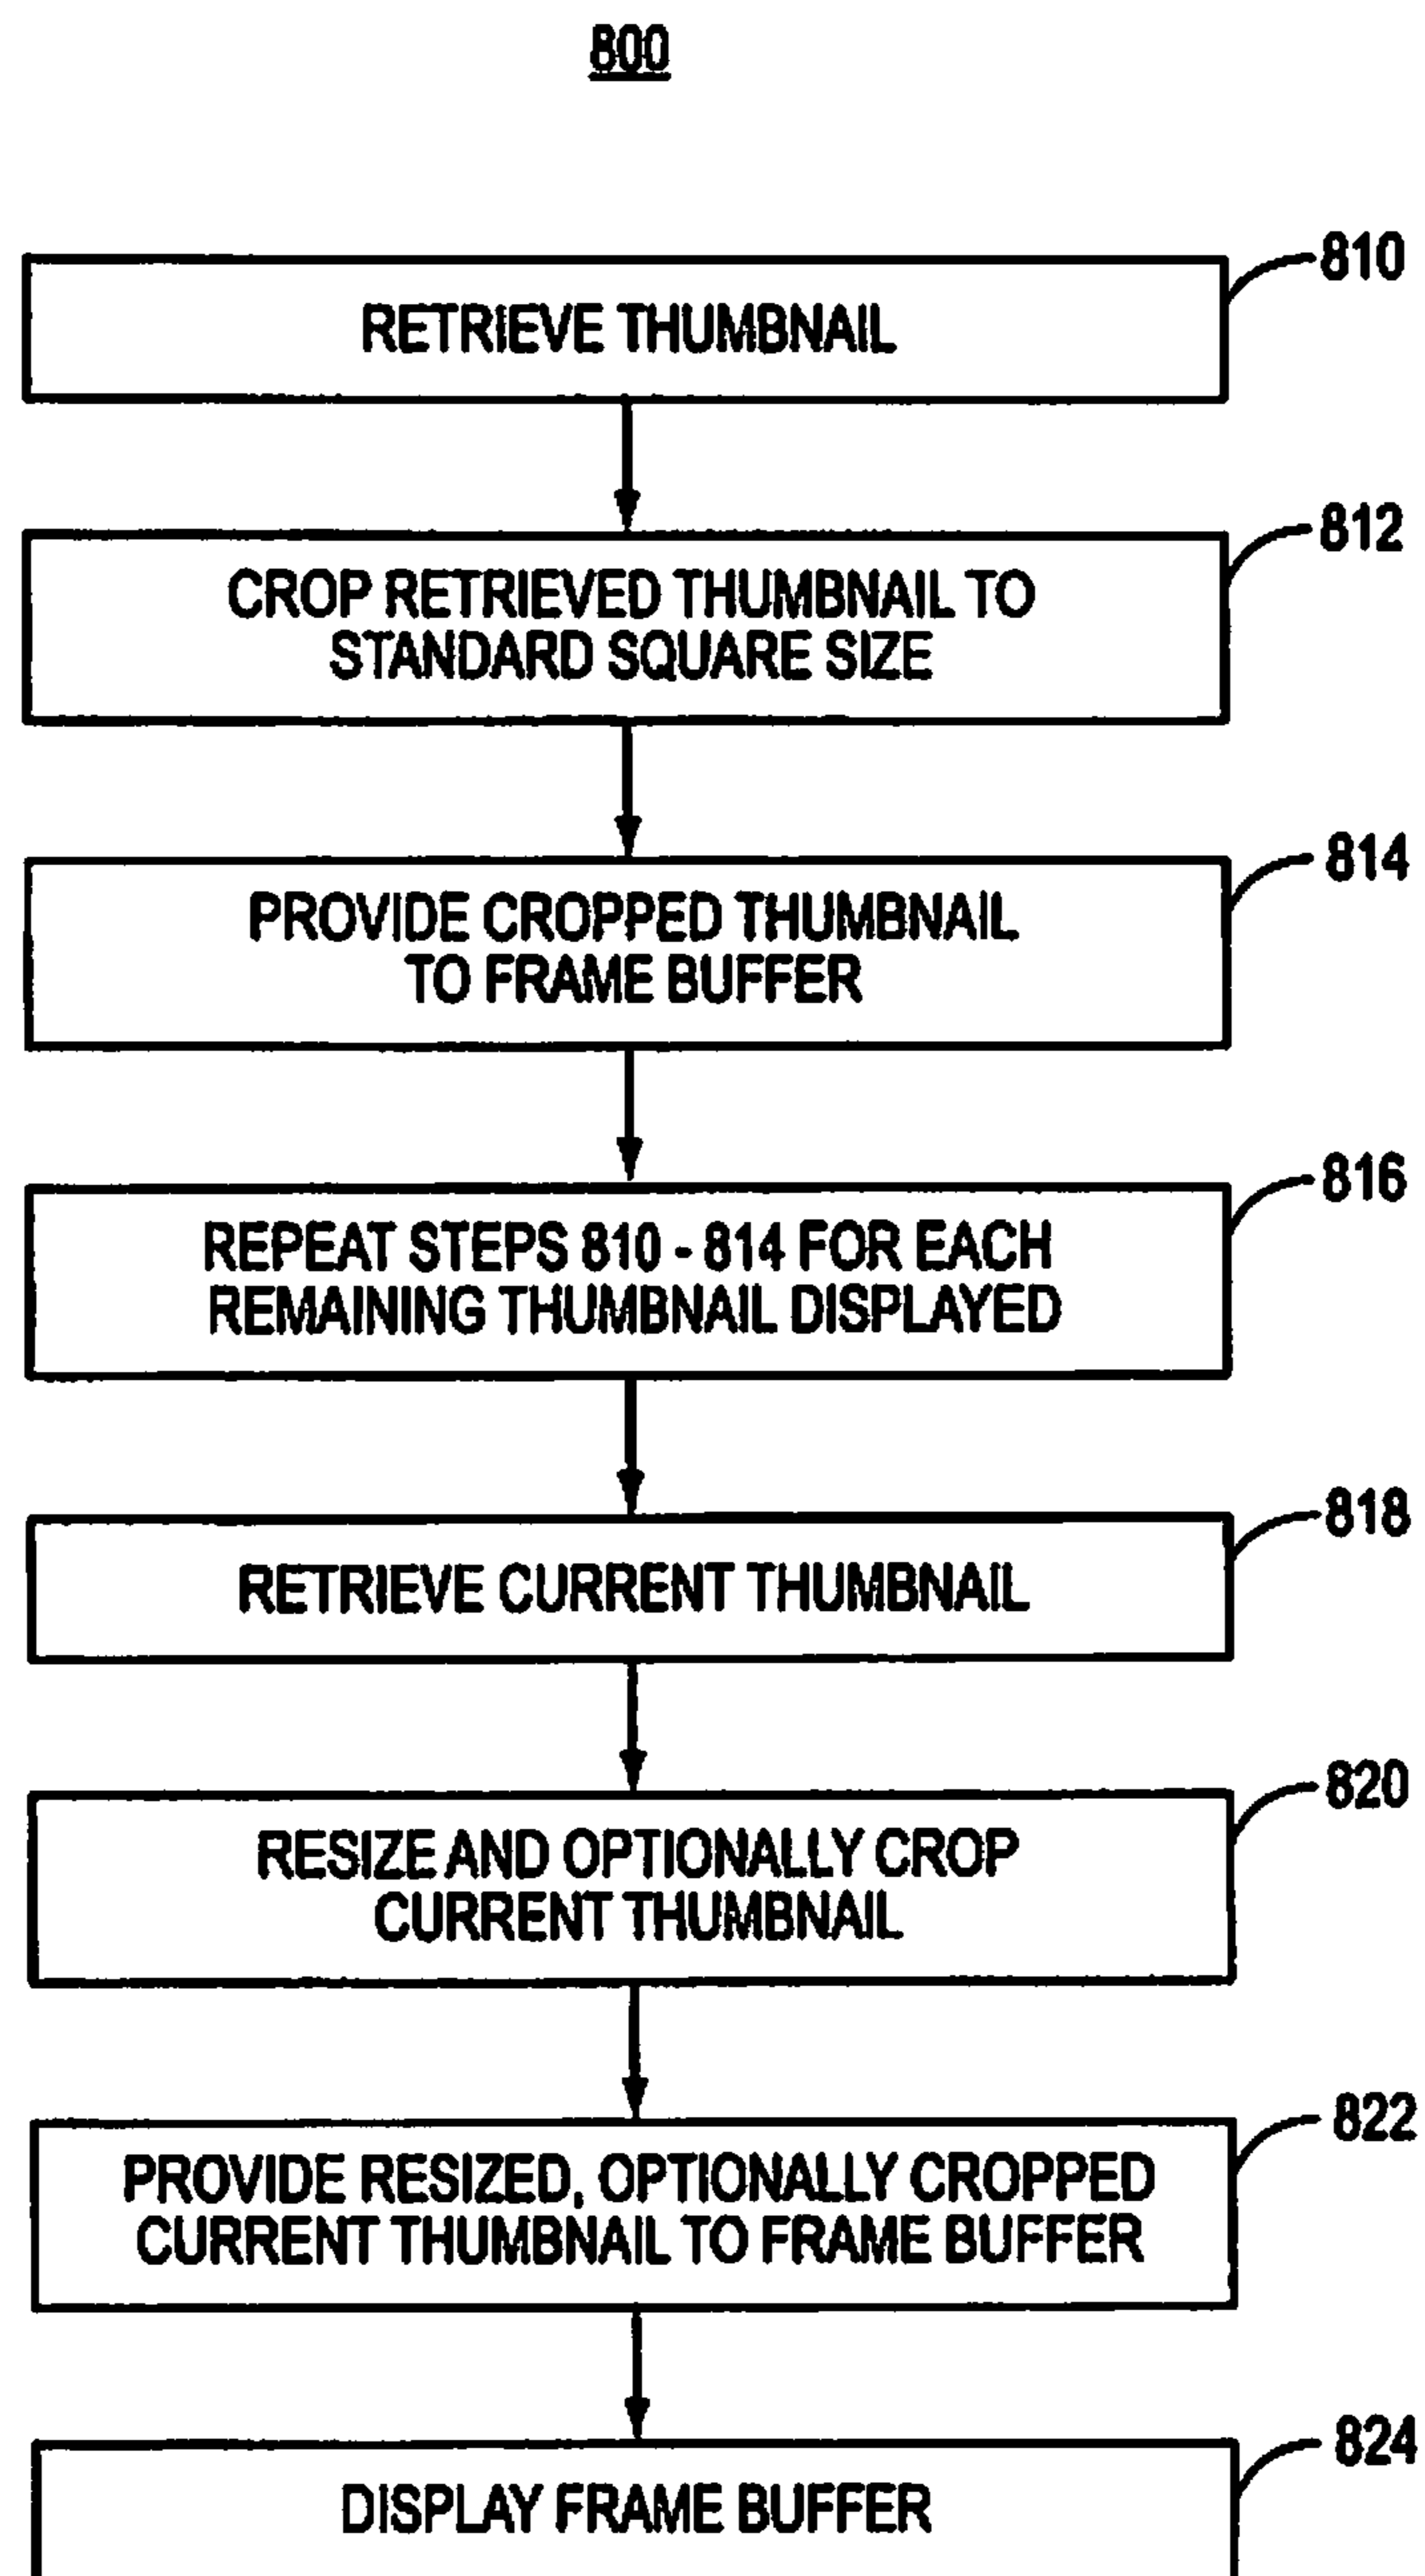 800
810
RETRIEVE THUMBNAIL
812
CROP RETRIEVED THUMBNAIL TO
STANDARD SQUARE SIZE
814
PROVIDE CROPPED THUMBNAIL
TO FRAME BUFFER
816
REPEAT STEPS 810 - 814 FOR EACH
REMAINING THUMBNAIL DISPLAYED
818
RETRIEVE CURRENT THUMBNAIL
820
RESIZE AND OPTIONALLY CROP
CURRENT THUMBNAIL
822
PROVIDE RESIZED, OPTIONALLY CROPPED
CURRENT THUMBNAIL TO FRAME BUFFER
824
DISPLAY FRAME BUFFER